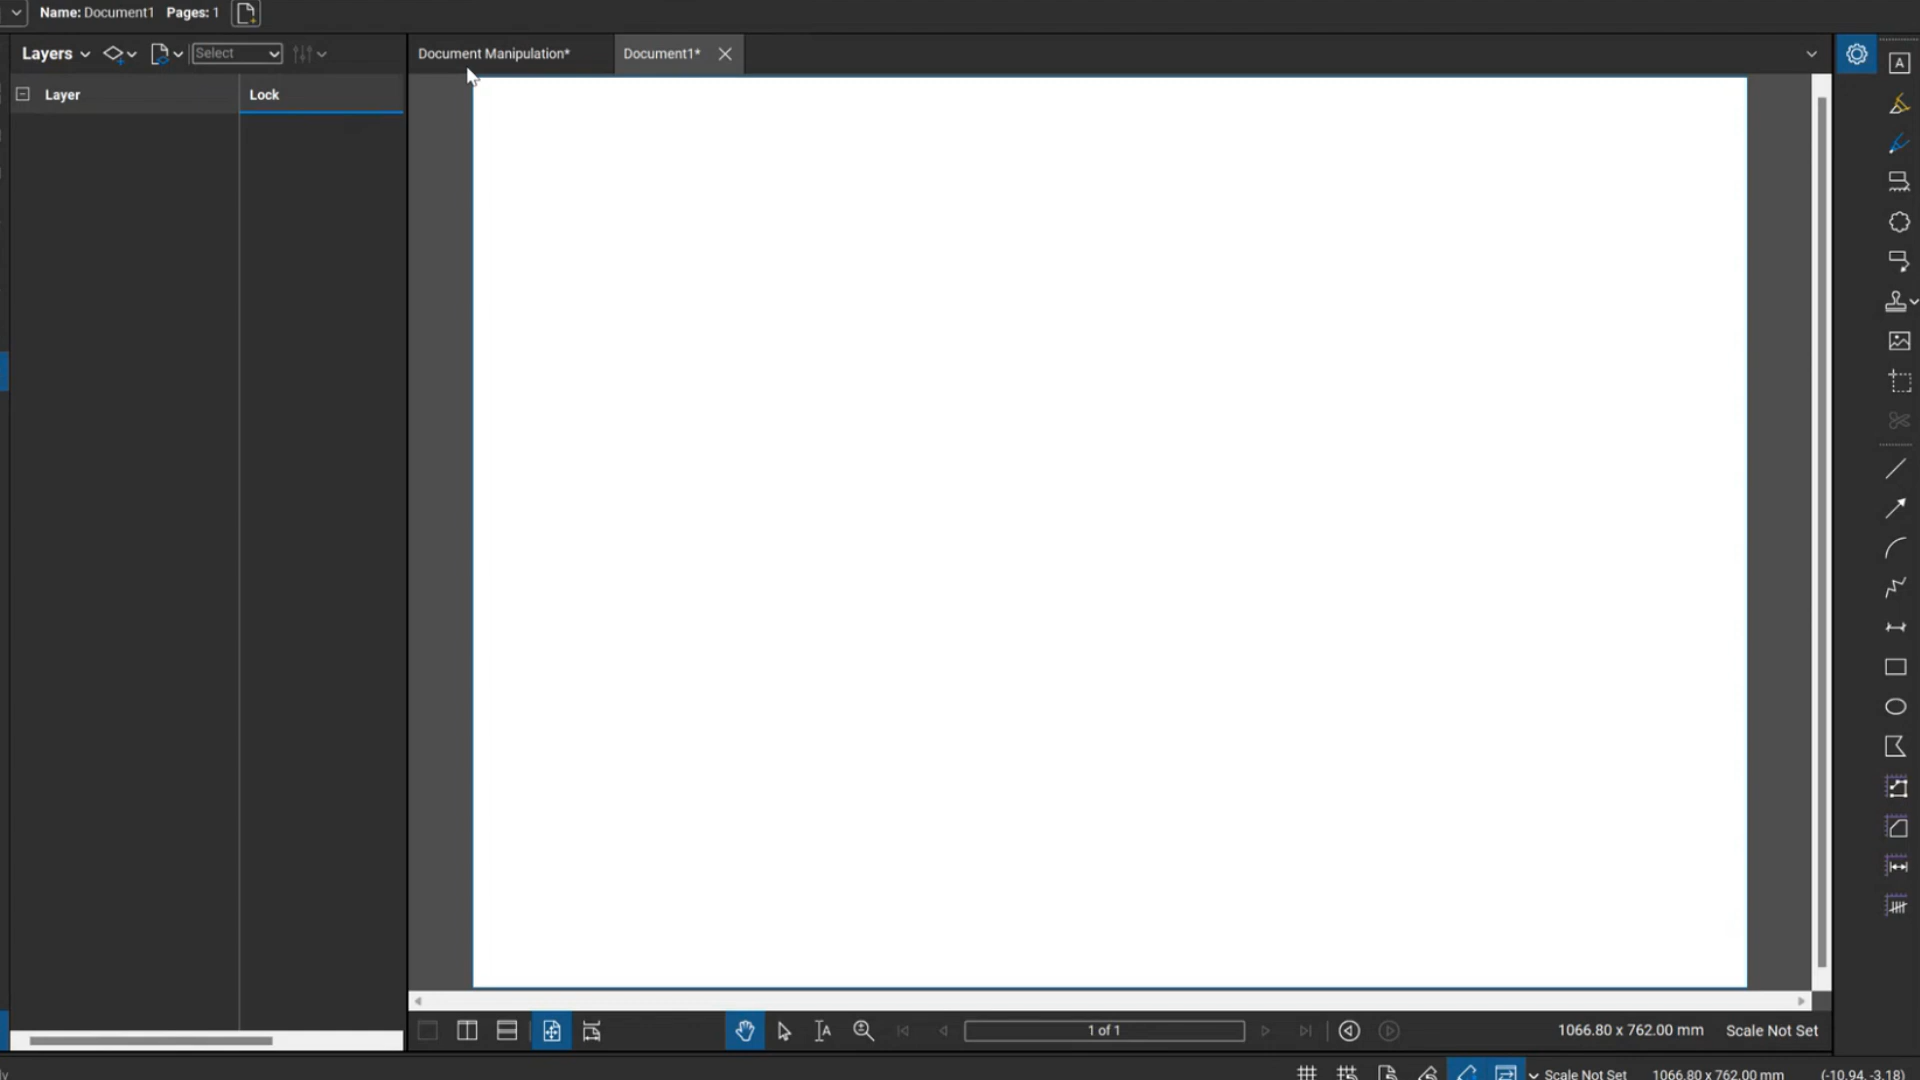 Name: Document1 Pages: 1
Layers Select Document Manipulation* Document1*
Layer Lock
1 of 1 1066.80 x 762.00 mm Scale Not Set
Scale Not Set 1066.80 x 762.00 mm (-10.94, -3.18)